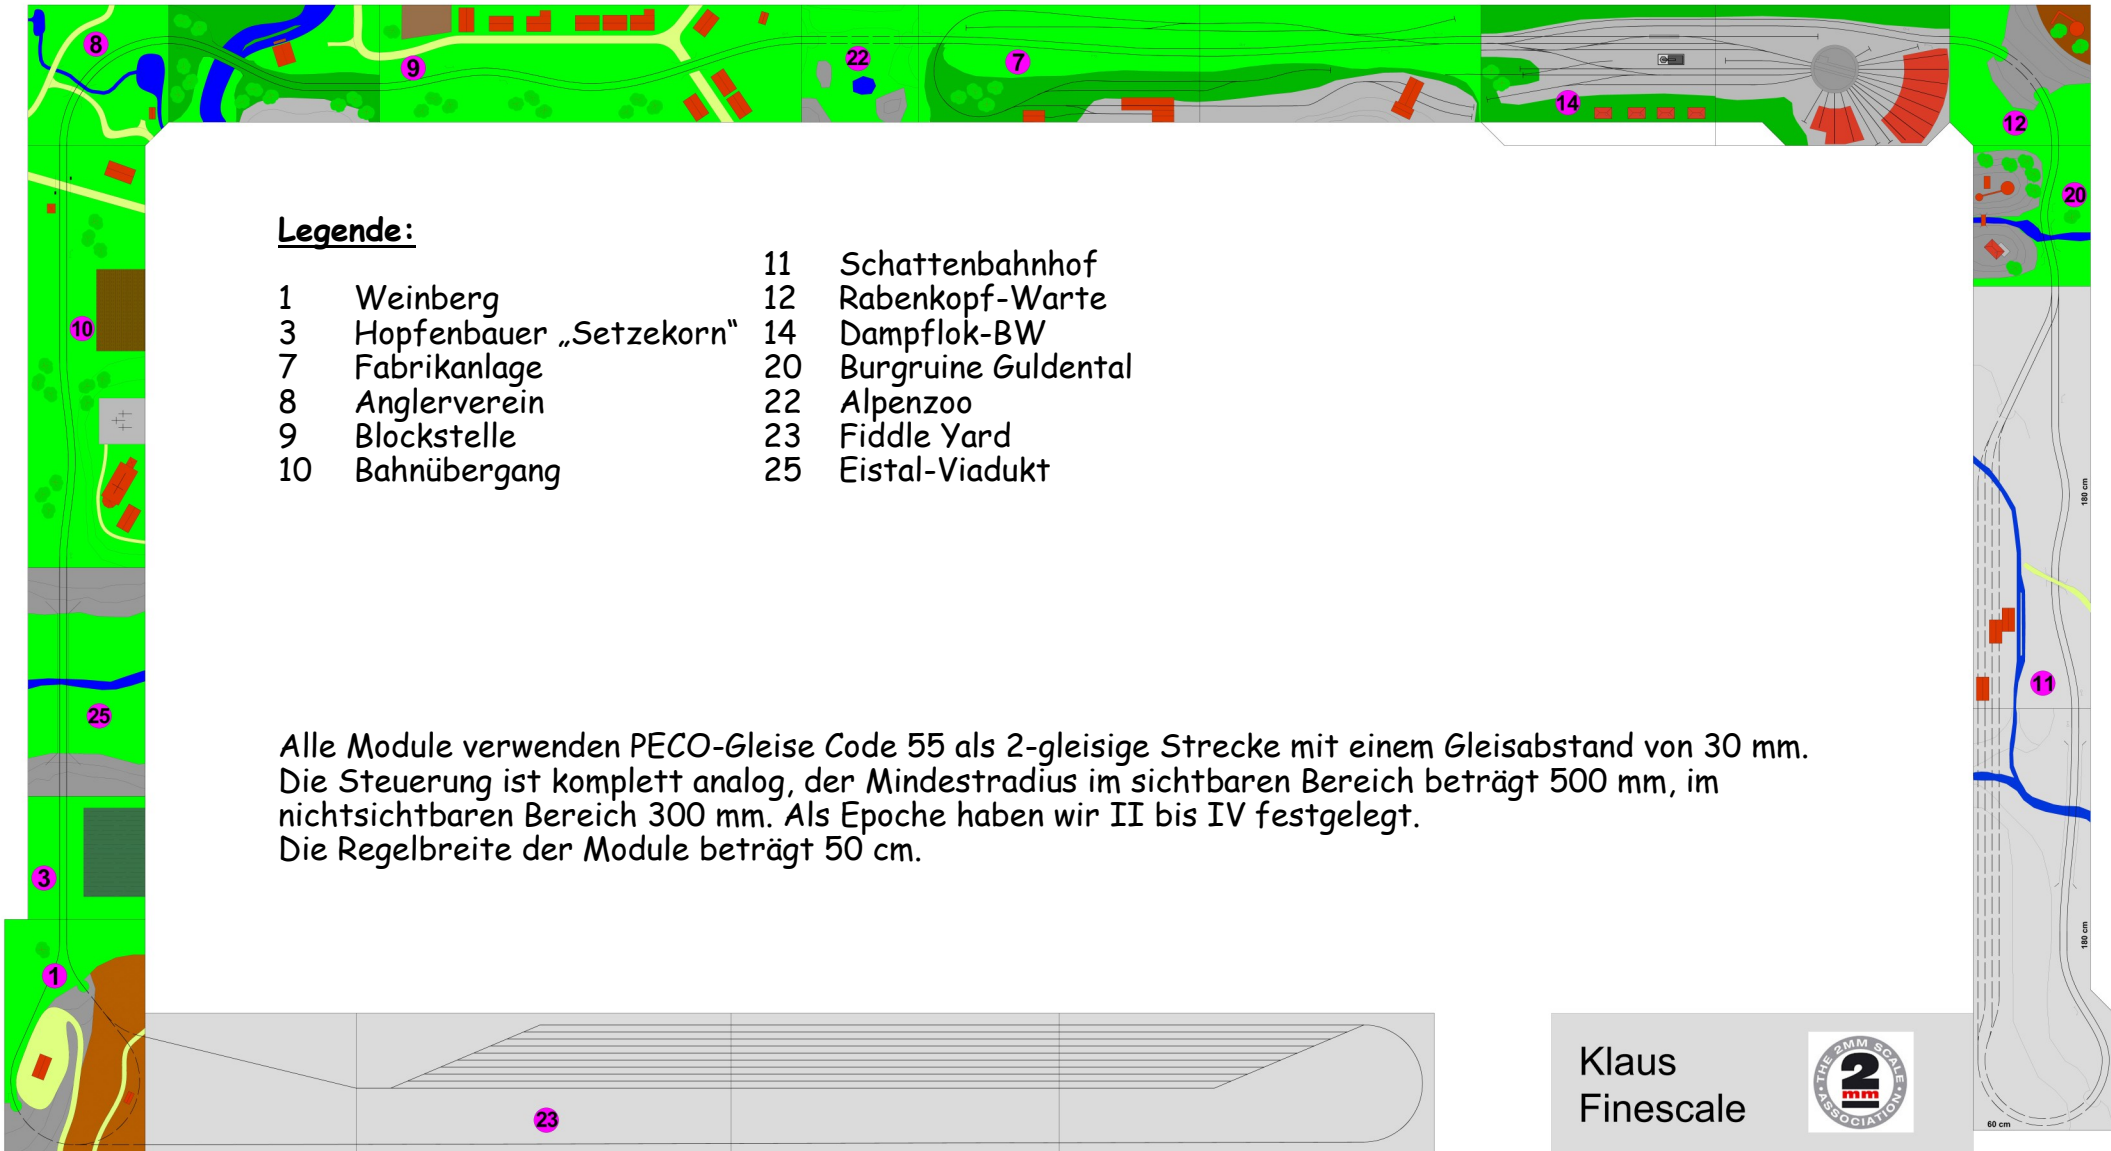 8
9
22
7
14
12
20
10
25
3
1
23
11
Legende:
1 Weinberg
3 Hopfenbauer „Setzekorn“
7 Fabrikanlage
8 Anglerverein
9 Blockstelle
10 Bahnübergang
11 Schattenbahnhof
12 Rabenkopf-Warte
14 Dampflok-BW
20 Burgruine Guldental
22 Alpenzoo
23 Fiddle Yard
25 Eistal-Viadukt
180 cm
180 cm
60 cm
Alle Module verwenden PECO-Gleise Code 55 als 2-gleisige Strecke mit einem Gleisabstand von 30 mm.
Die Steuerung ist komplett analog, der Mindestradius im sichtbaren Bereich beträgt 500 mm, im
nichtsichtbaren Bereich 300 mm. Als Epoche haben wir II bis IV festgelegt.
Die Regelbreite der Module beträgt 50 cm.
Klaus
Finescale
THE 2MM SCALE
ASSOCIATION
2
mm